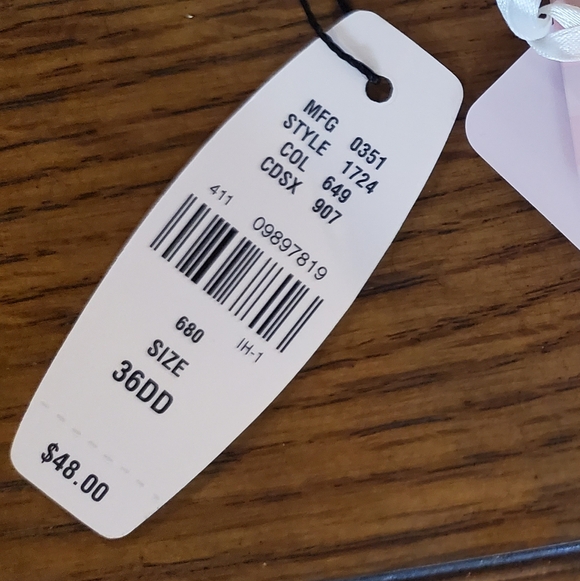 MFG 0351
STYLE 1724
COL 649
CDSX 907
411 09897819
680 IH-1
SIZE
36DD
$48.00